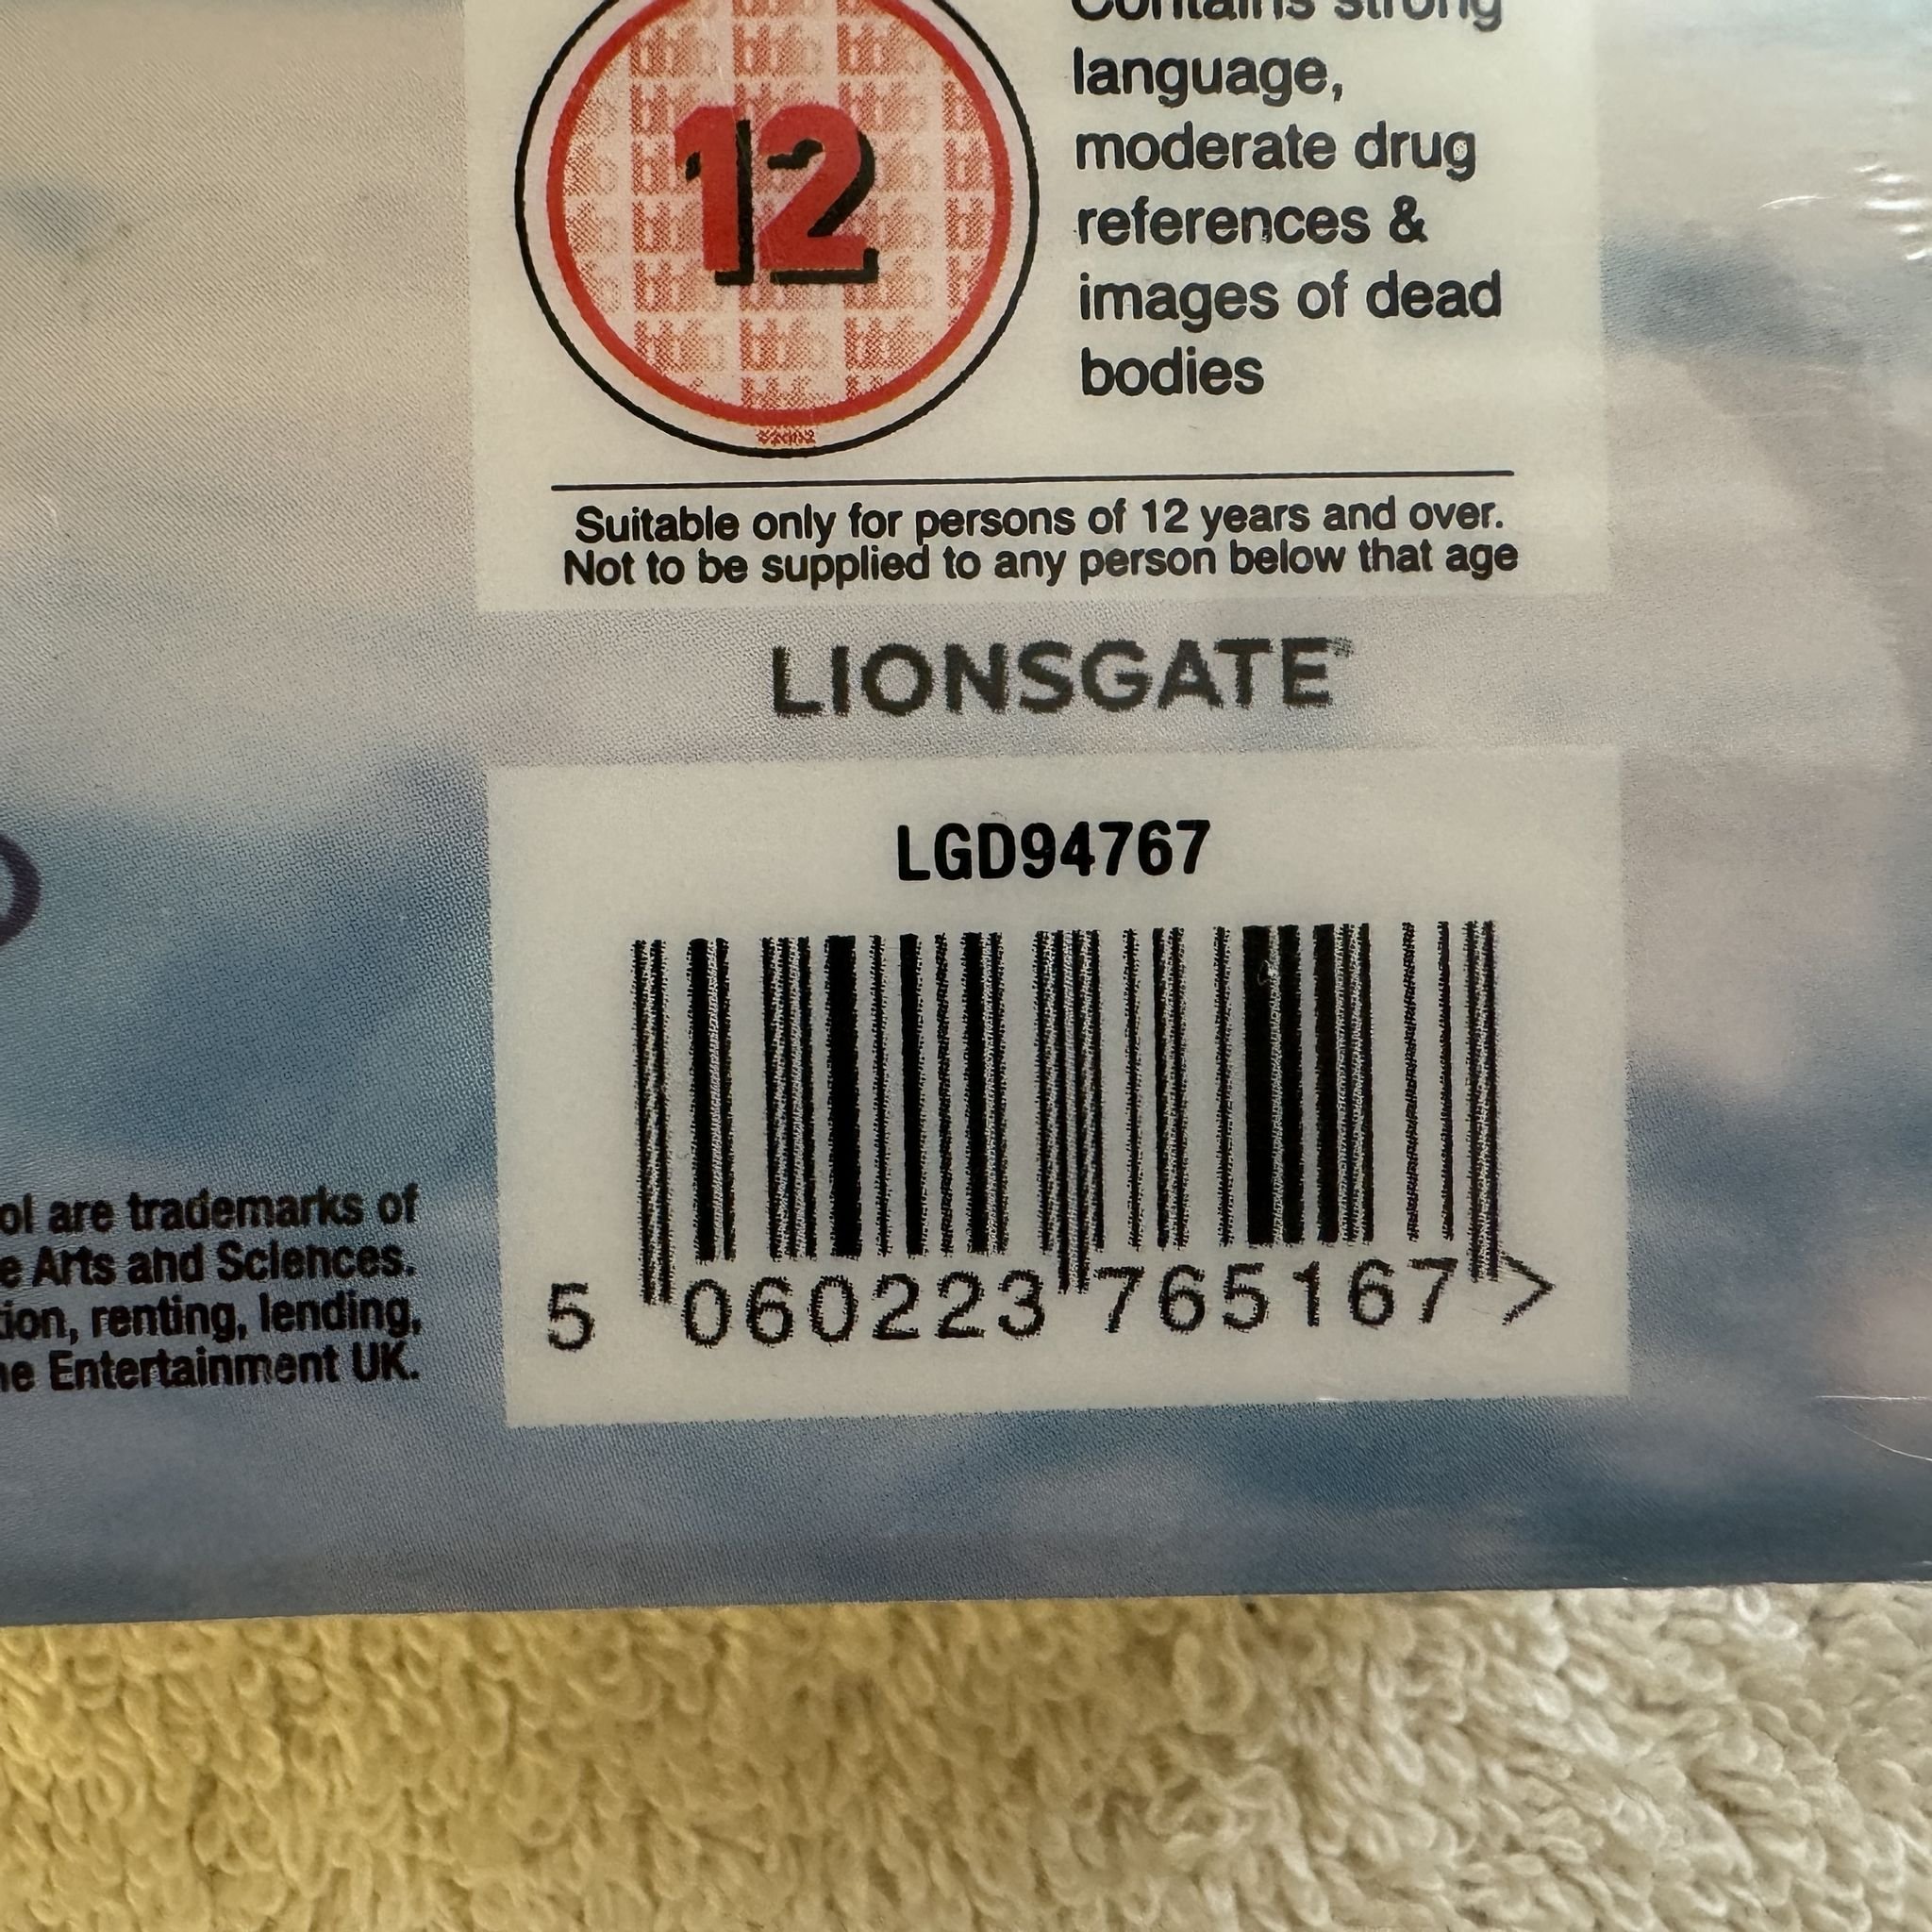 Contains strong
language,
moderate drug
references &
images of dead
bodies
12
Suitable only for persons of 12 years and over.
Not to be supplied to any person below that age
LIONSGATE
LGD94767
5 060223 765167 >
ol are trademarks of
e Arts and Sciences.
tion, renting, lending,
ne Entertainment UK.